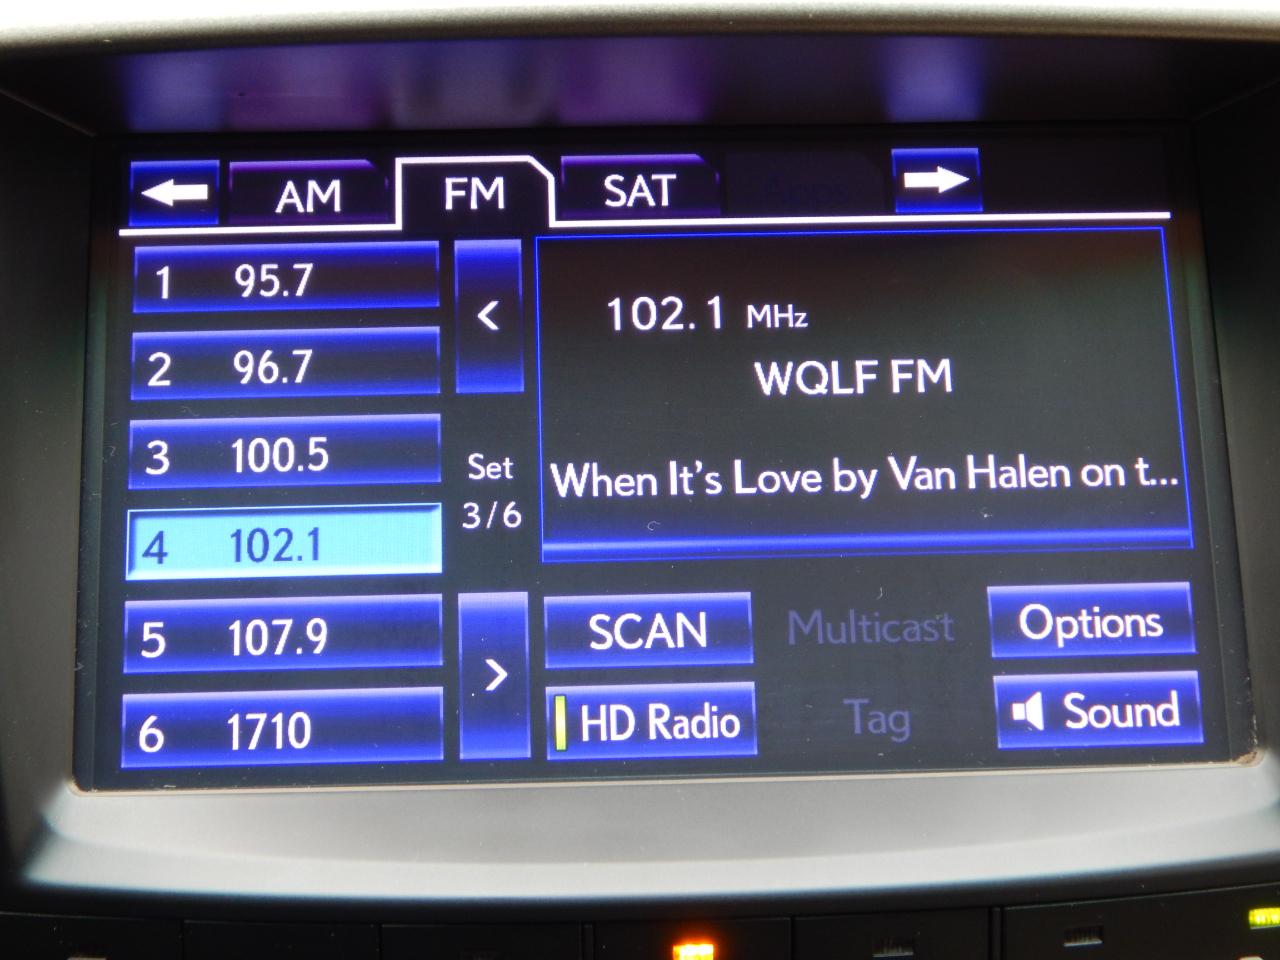 AM FM SAT Apps
1 95.7
2 96.7
3 100.5
4 102.1
5 107.9
6 1710
<
Set
3/6
>
102.1 MHz
WQLF FM
When It's Love by Van Halen on t...
SCAN Multicast Options
HD Radio Tag Sound